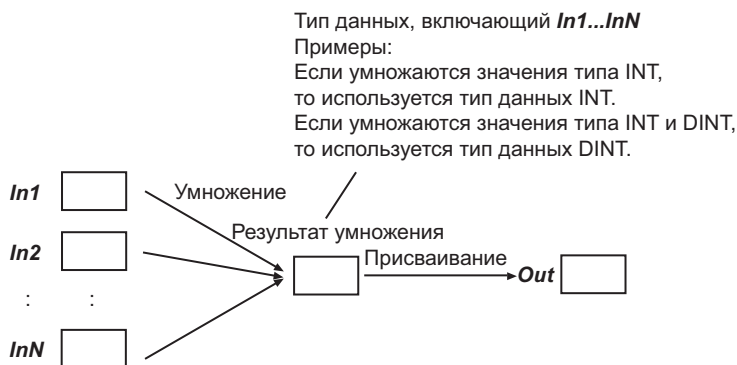 Тип данных, включающий In1...InN
Примеры:
Если умножаются значения типа INT,
то используется тип данных INT.
Если умножаются значения типа INT и DINT,
то используется тип данных DINT.
In1
Умножение
Результат умножения
In2
Присваивание
Out
: :
InN